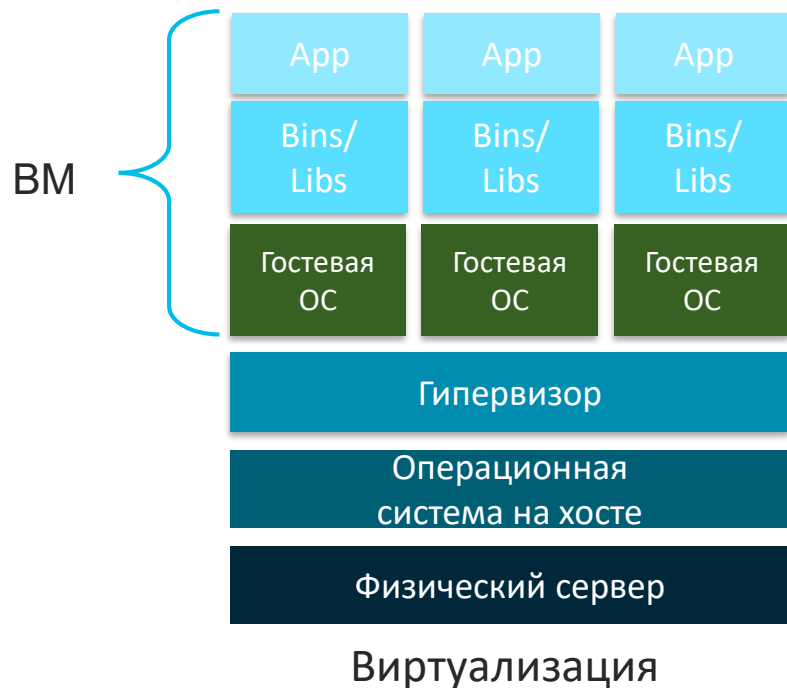 App
App
App
Bins/
Libs
Bins/
Libs
Bins/
Libs
ВМ
Гостевая
ОС
Гостевая
ОС
Гостевая
ОС
Гипервизор
Операционная
система на хосте
Физический сервер
Виртуализация